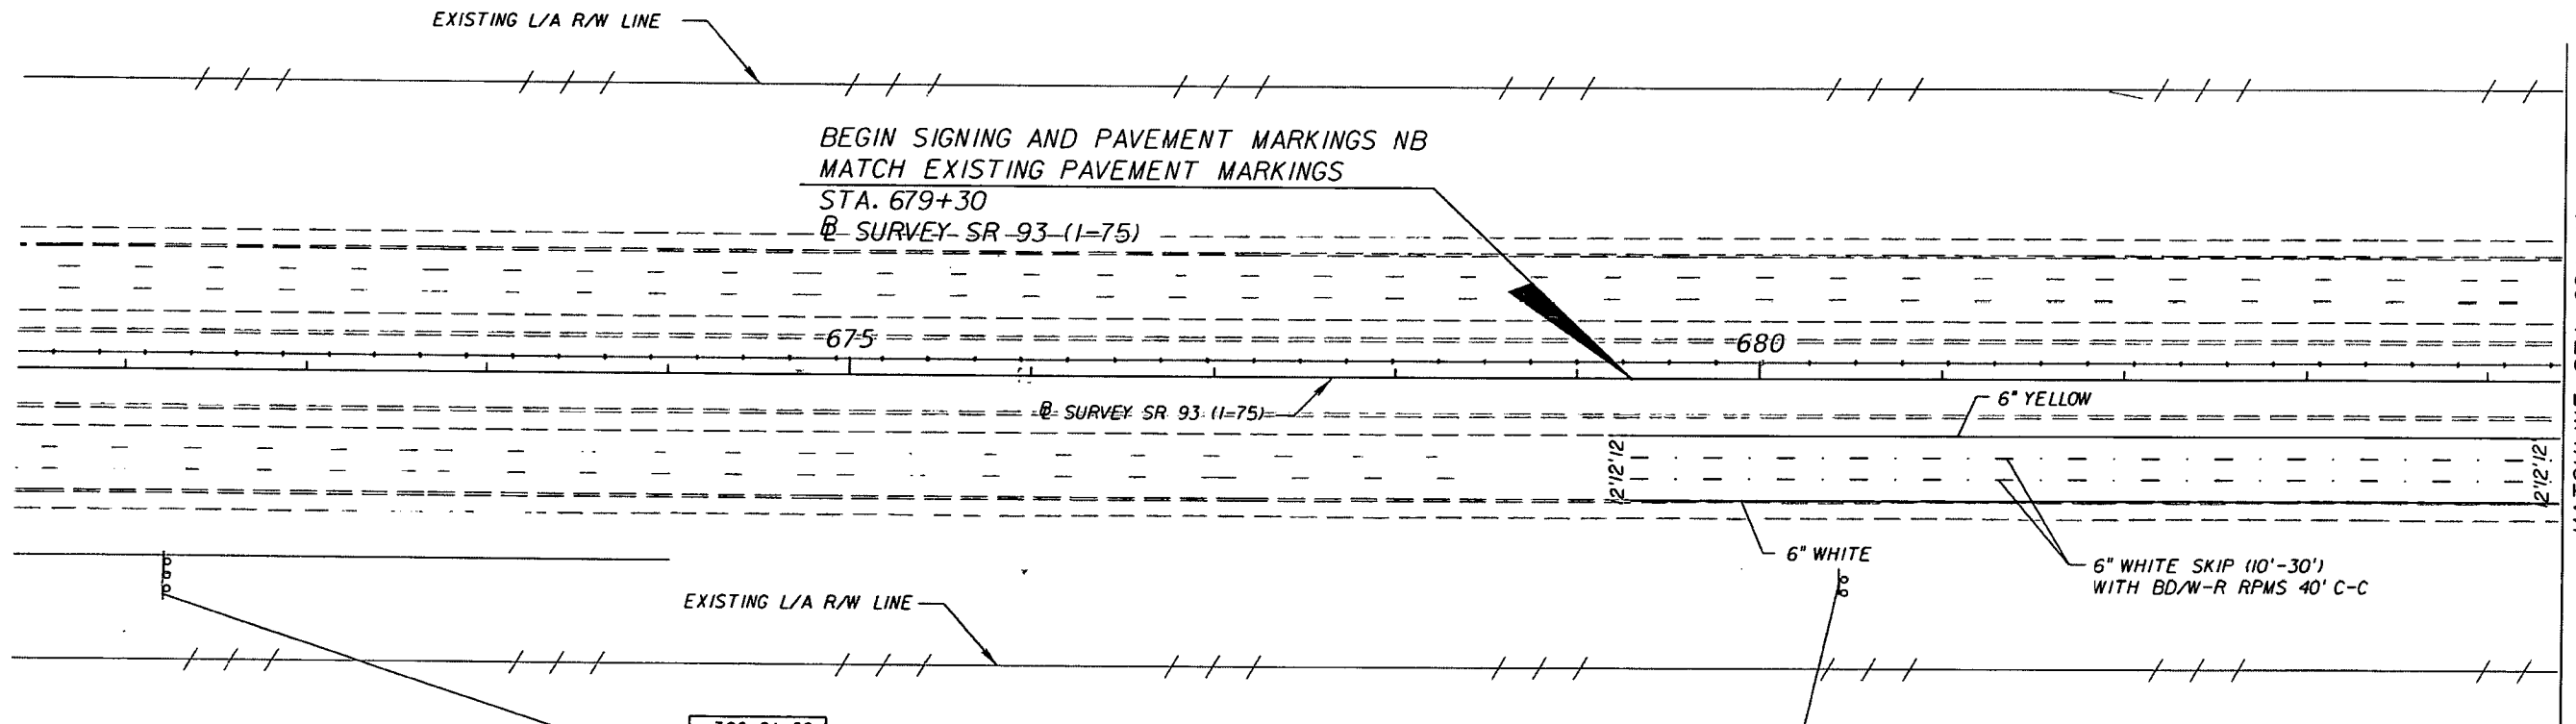 EXISTING L/A R/W LINE
BEGIN SIGNING AND PAVEMENT MARKINGS NB
MATCH EXISTING PAVEMENT MARKINGS
STA. 679+30
℄ SURVEY SR 93 (I-75)
675
680
℄ SURVEY SR 93 (I-75)
6" YELLOW
12'12'12'
12'12'12'
6" WHITE
6" WHITE SKIP (10'-30')
WITH BD/W-R RPMS 40' C-C
EXISTING L/A R/W LINE